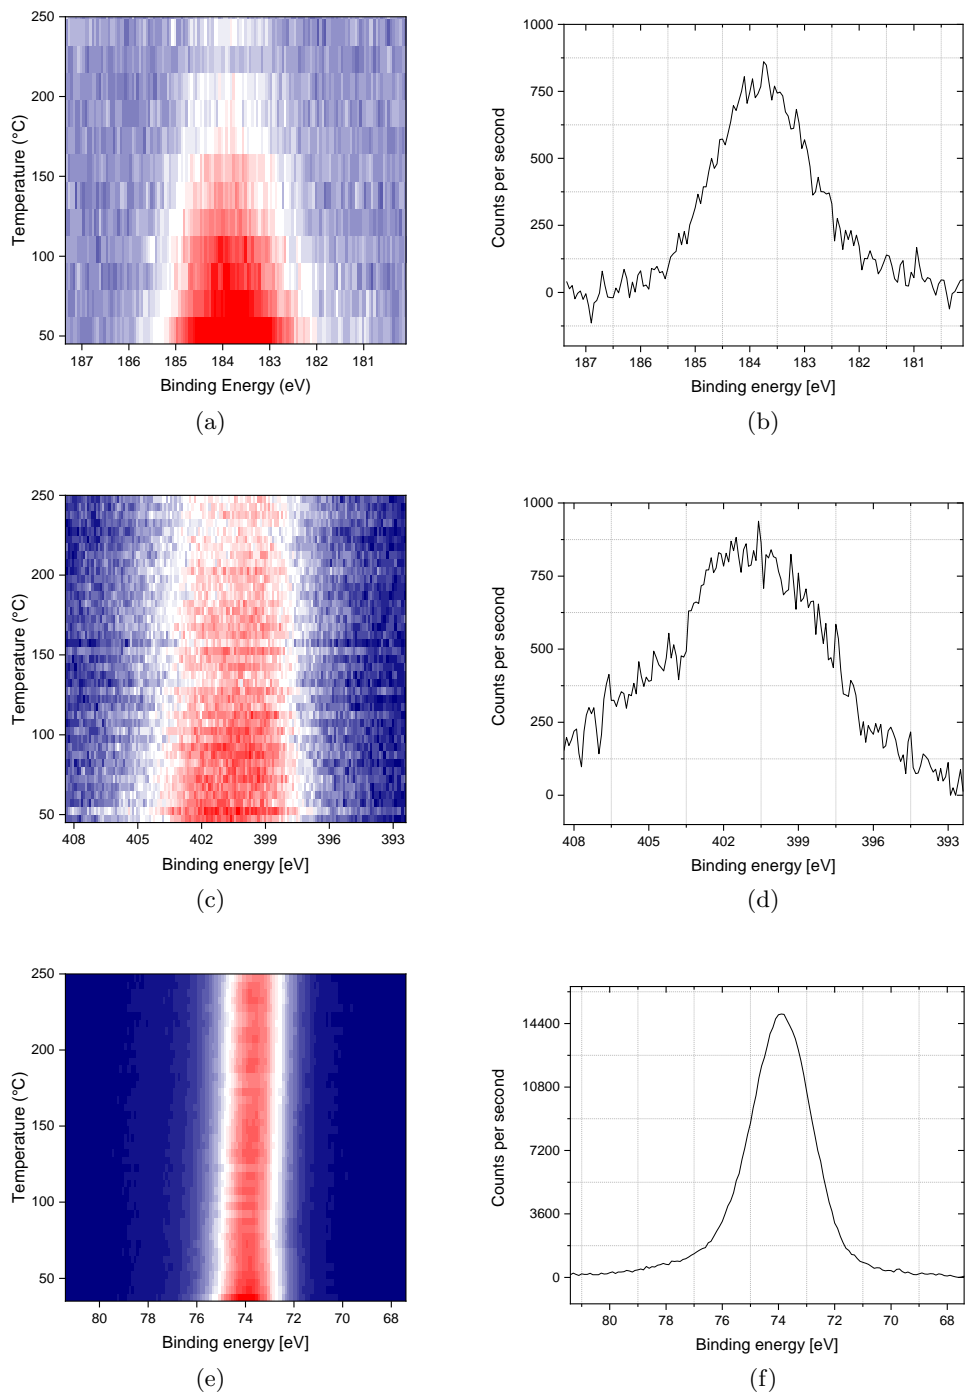 250
200
150
100
50
Temperature (°C)
187 186 185 184 183 182 181
Binding Energy (eV)
(a)
1000
750
500
250
0
Counts per second
187 186 185 184 183 182 181
Binding energy [eV]
(b)
250
200
150
100
50
Temperature (°C)
408 405 402 399 396 393
Binding energy [eV]
(c)
1000
750
500
250
0
Counts per second
408 405 402 399 396 393
Binding energy [eV]
(d)
250
200
150
100
50
Temperature (°C)
80 78 76 74 72 70 68
Binding energy [eV]
(e)
14400
10800
7200
3600
0
Counts per second
80 78 76 74 72 70 68
Binding energy [eV]
(f)